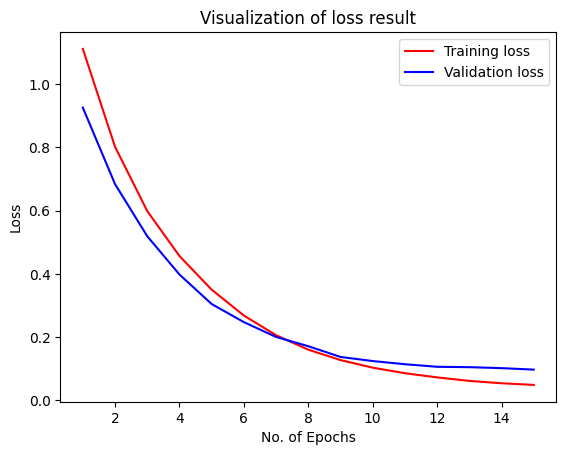 Visualization of loss result
Training loss
Validation loss
1.0
0.8
0.6
0.4
0.2
0.0
Loss
2 4 6 8 10 12 14
No. of Epochs